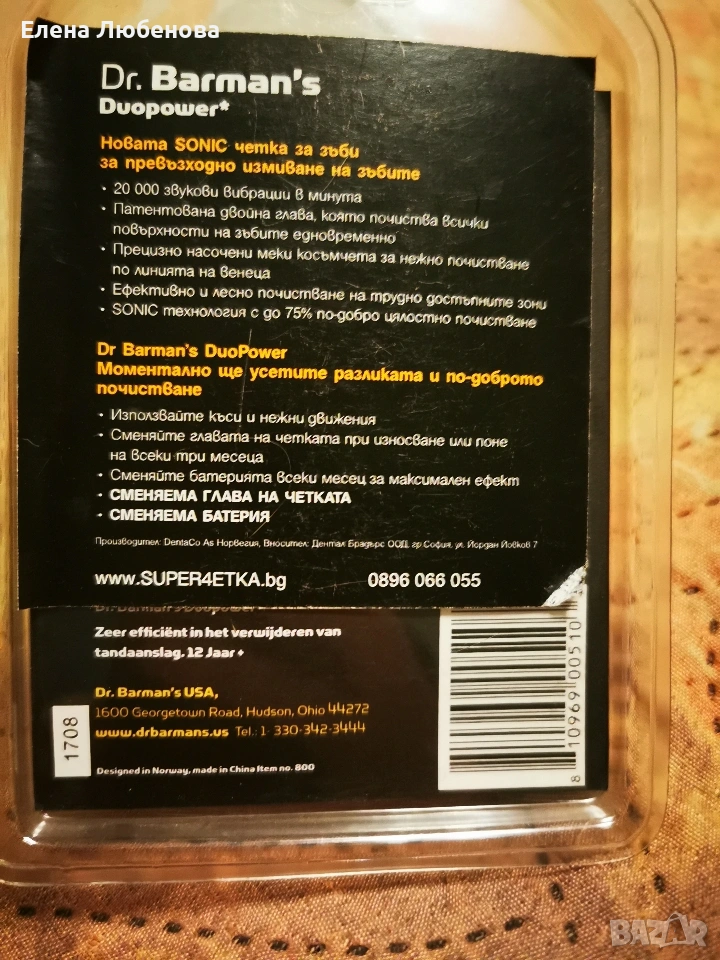 Елена Любенова
Dr. Barman's
Duopower*
Новата SONIC четка за зъби
за превъзходно измиване на зъбите
· 20 000 звукови вибрации в минута
· Патентована двойна глава, която почиства всички
повърхности на зъбите едновременно
· Прецизно насочени меки косъмчета за нежно почистване
по линията на венеца
· Ефективно и лесно почистване на трудно достъпните зони
· SONIC технология с до 75% по-добро цялостно почистване
Dr Barman's DuoPower
Моментално ще усетите разликата и по-доброто
почистване
· Използвайте къси и нежни движения
· Сменяйте главата на четката при износване или поне
на всеки три месеца
· Сменяйте батерията всеки месец за максимален ефект
· СМЕНЯЕМА ГЛАВА НА ЧЕТКАТА
· СМЕНЯЕМА БАТЕРИЯ
Производител: DentaCo As Норвегия, Вносител: Дентал Брадърс ООД, гр София, ул. Йордан Йовков 7
www.SUPER4ETKA.bg 0896 066 055
Dr. Barman's Duopower
Zeer efficiënt in het verwijderen van
tandaanslag. 12 Jaar +
Dr. Barman's USA,
1600 Georgetown Road, Hudson, Ohio 44272
www.drbarmans.us Tel.: 1- 330-342-3444
Designed in Norway, made in China Item no. 800
1708
8 10969 00510
BAZAR